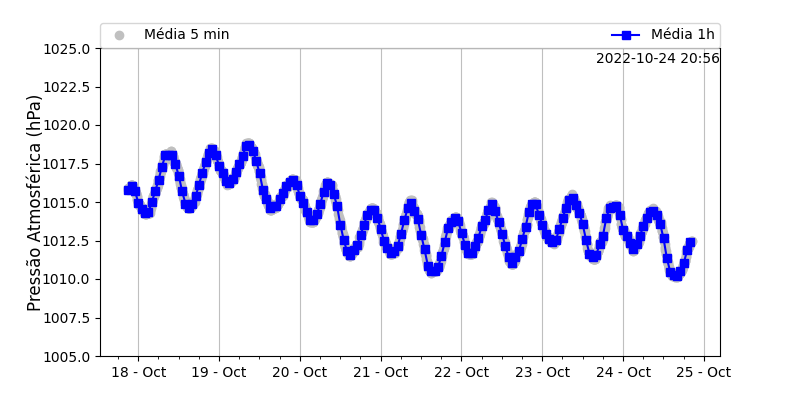 Média 5 min
Média 1h
2022-10-24 20:56
Pressão Atmosférica (hPa)
1025.0
1022.5
1020.0
1017.5
1015.0
1012.5
1010.0
1007.5
1005.0
18 - Oct
19 - Oct
20 - Oct
21 - Oct
22 - Oct
23 - Oct
24 - Oct
25 - Oct